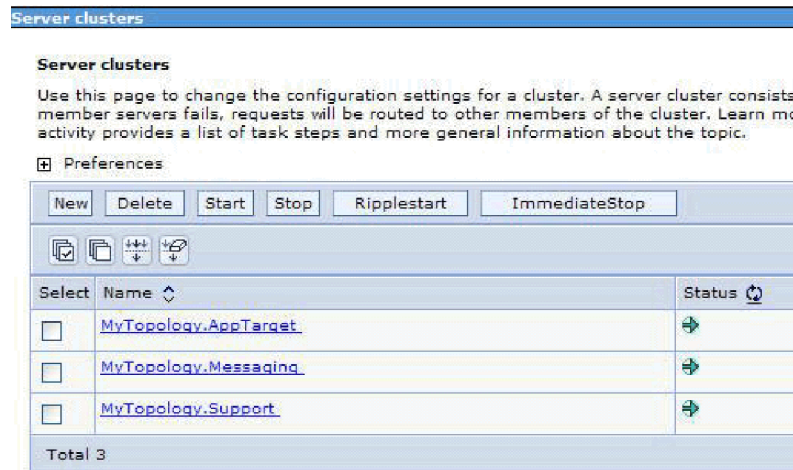 Server clusters
Server clusters
Use this page to change the configuration settings for a cluster. A server cluster consists
member servers fails, requests will be routed to other members of the cluster. Learn mo
activity provides a list of task steps and more general information about the topic.
Preferences
New Delete Start Stop Ripplestart ImmediateStop
Select Name Status
MyTopology.AppTarget
MyTopology.Messaging
MyTopology.Support
Total 3